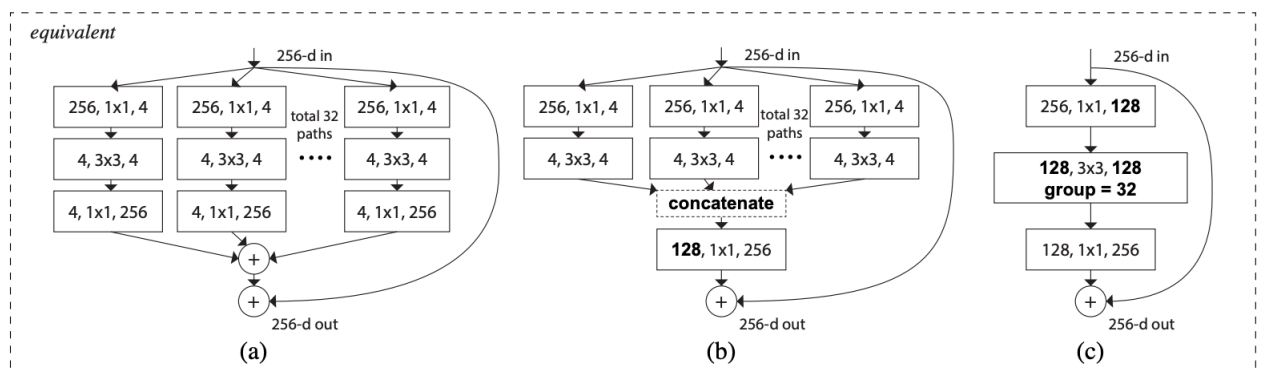 equivalent
256-d in
256, 1x1, 4
256, 1x1, 4
256, 1x1, 4
total 32
paths
4, 3x3, 4
4, 3x3, 4
4, 3x3, 4
4, 1x1, 256
4, 1x1, 256
4, 1x1, 256
+
+
256-d out
(a)
256-d in
256, 1x1, 4
256, 1x1, 4
256, 1x1, 4
total 32
paths
4, 3x3, 4
4, 3x3, 4
4, 3x3, 4
concatenate
128, 1x1, 256
+
256-d out
(b)
256-d in
256, 1x1, 128
128, 3x3, 128
group = 32
128, 1x1, 256
+
256-d out
(c)